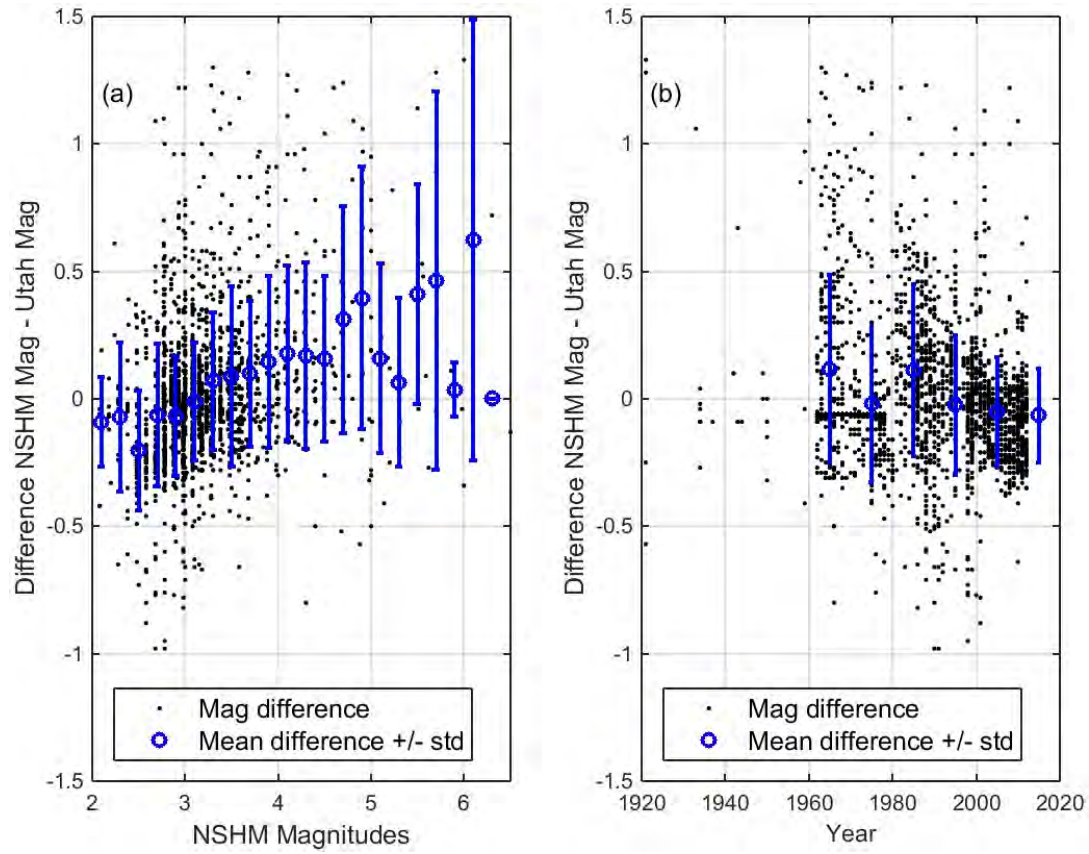 (a)
Difference NSHM Mag - Utah Mag
1.5
1
0.5
0
-0.5
-1
-1.5
Mag difference
Mean difference +/- std
2 3 4 5 6
NSHM Magnitudes
(b)
Difference NSHM Mag - Utah Mag
1.5
1
0.5
0
-0.5
-1
-1.5
Mag difference
Mean difference +/- std
1920 1940 1960 1980 2000 2020
Year